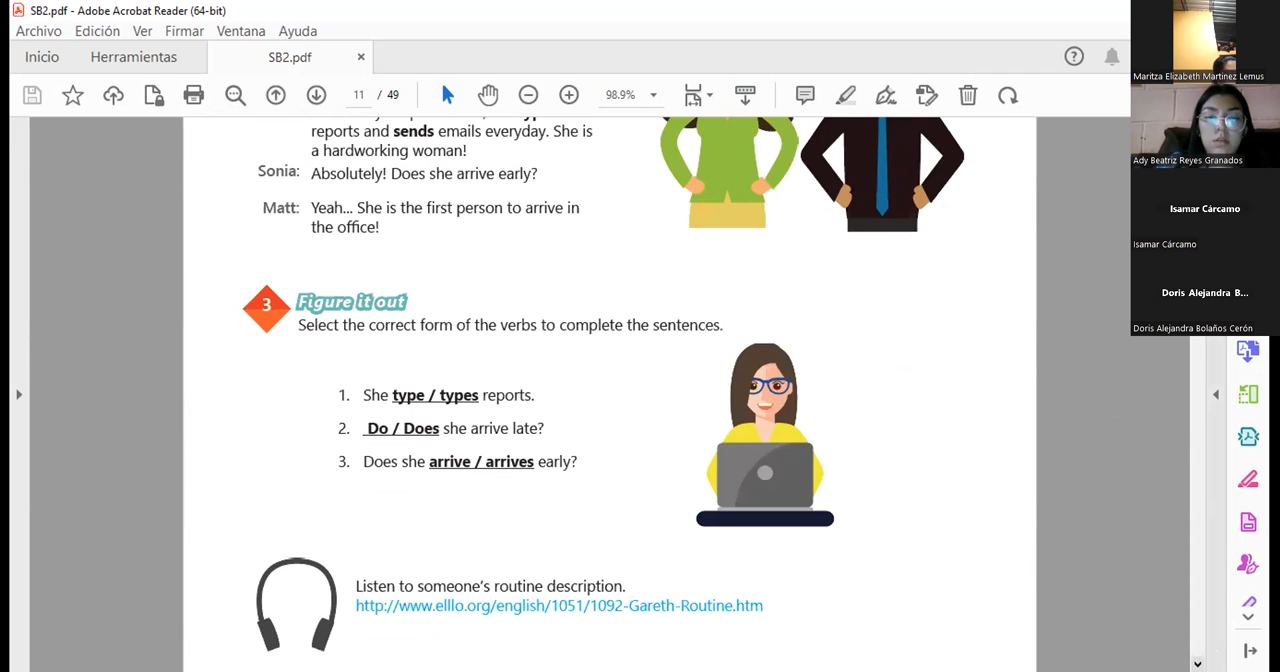 SB2.pdf - Adobe Acrobat Reader (64-bit)
Archivo Edición Ver Firmar Ventana Ayuda
Inicio Herramientas SB2.pdf ×
11 / 49 98.9%
reports and sends emails everyday. She is
a hardworking woman!
Sonia: Absolutely! Does she arrive early?
Matt: Yeah... She is the first person to arrive in
the office!
3 Figure it out
Select the correct form of the verbs to complete the sentences.
1. She type / types reports.
2. Do / Does she arrive late?
3. Does she arrive / arrives early?
Listen to someone's routine description.
http://www.elllo.org/english/1051/1092-Gareth-Routine.htm
Maritza Elizabeth Martinez Lemus
Ady Beatriz Reyes Granados
Isamar Cárcamo
Isamar Cárcamo
Doris Alejandra B...
Doris Alejandra Bolaños Cerón